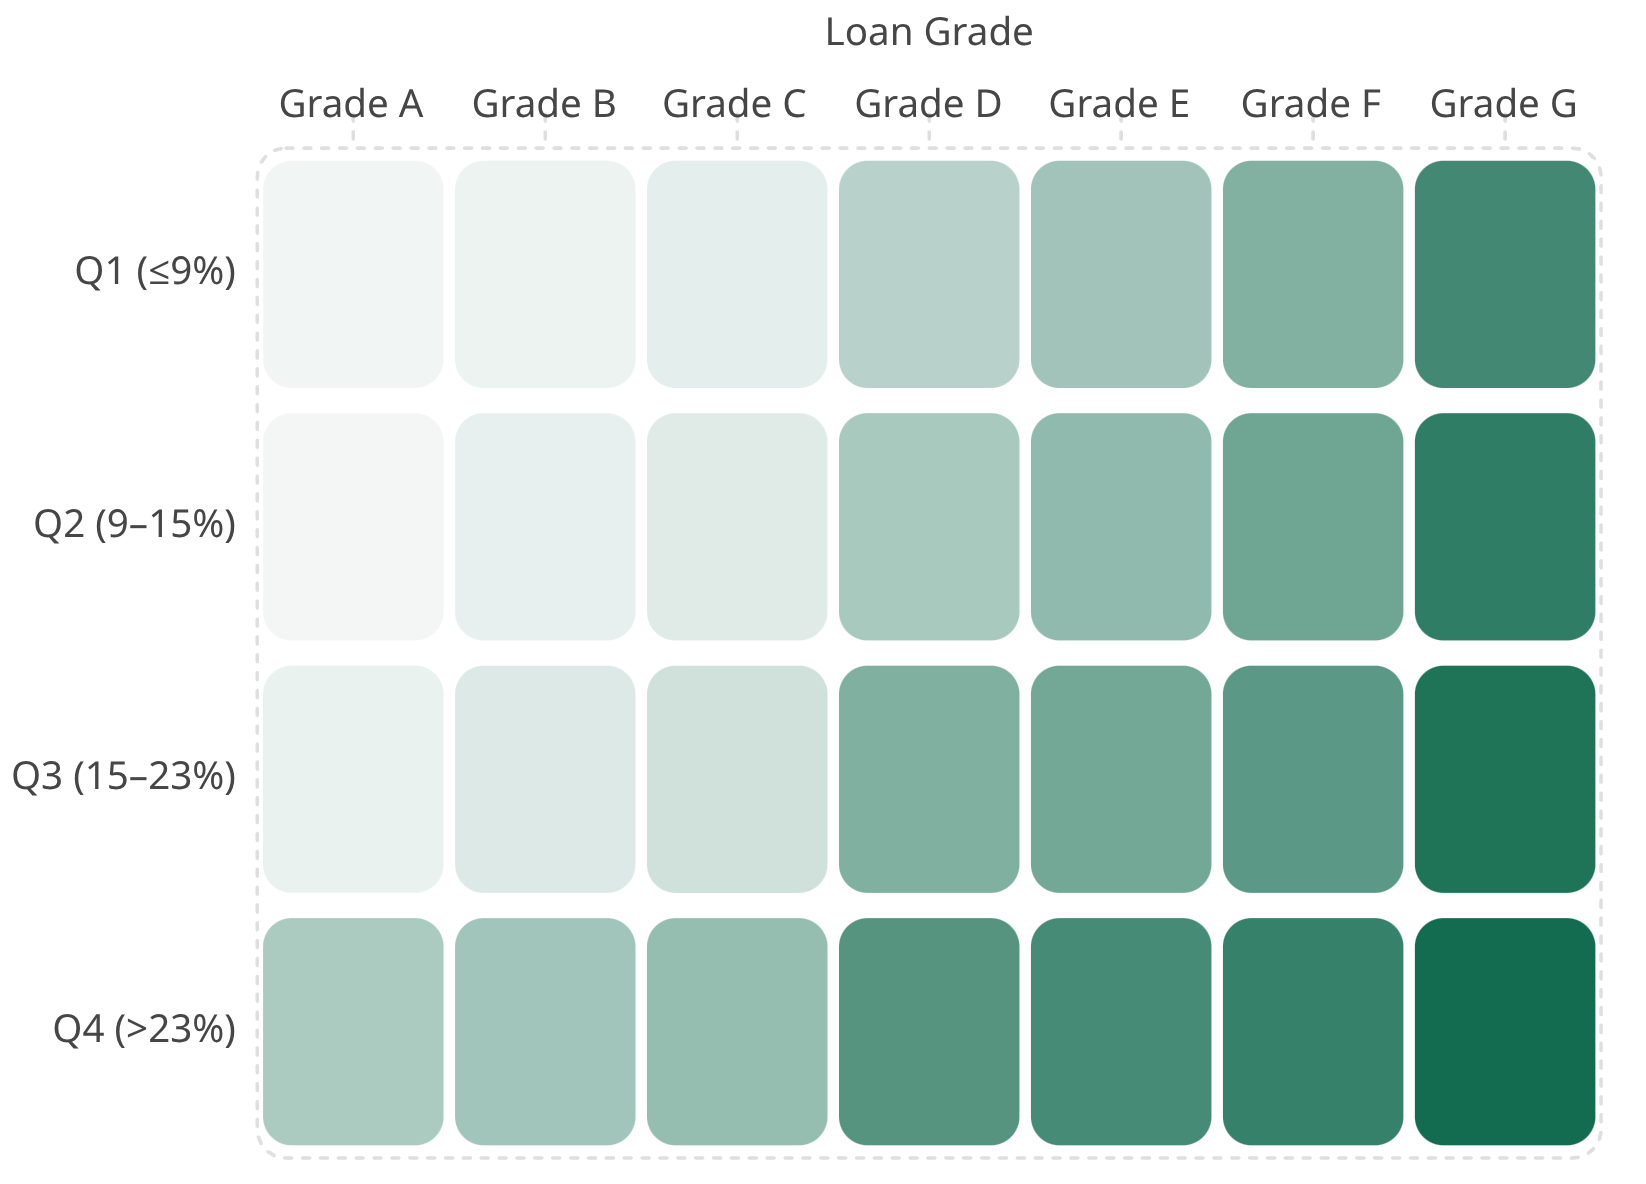 Loan Grade
Grade A Grade B Grade C Grade D Grade E Grade F Grade G
Q1 (≤9%)
Q2 (9–15%)
Q3 (15–23%)
Q4 (>23%)